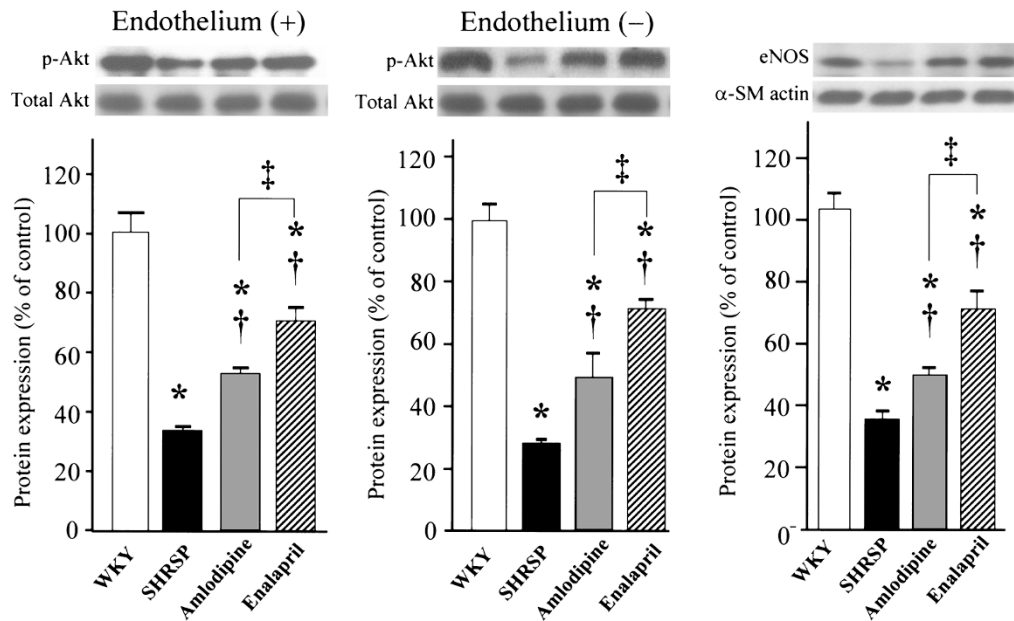 Endothelium (+)
p-Akt
Total Akt
Protein expression (% of control)
120
‡
100
*
†
80
*
†
60
40
*
20
0
WKY
SHRSP
Amlodipine
Enalapril
Endothelium (−)
p-Akt
Total Akt
Protein expression (% of control)
120
‡
100
*
†
80
*
†
60
40
*
20
0
WKY
SHRSP
Amlodipine
Enalapril
eNOS
α-SM actin
Protein expression (% of control)
120
‡
100
*
†
80
*
†
60
40
*
20
0
WKY
SHRSP
Amlodipine
Enalapril